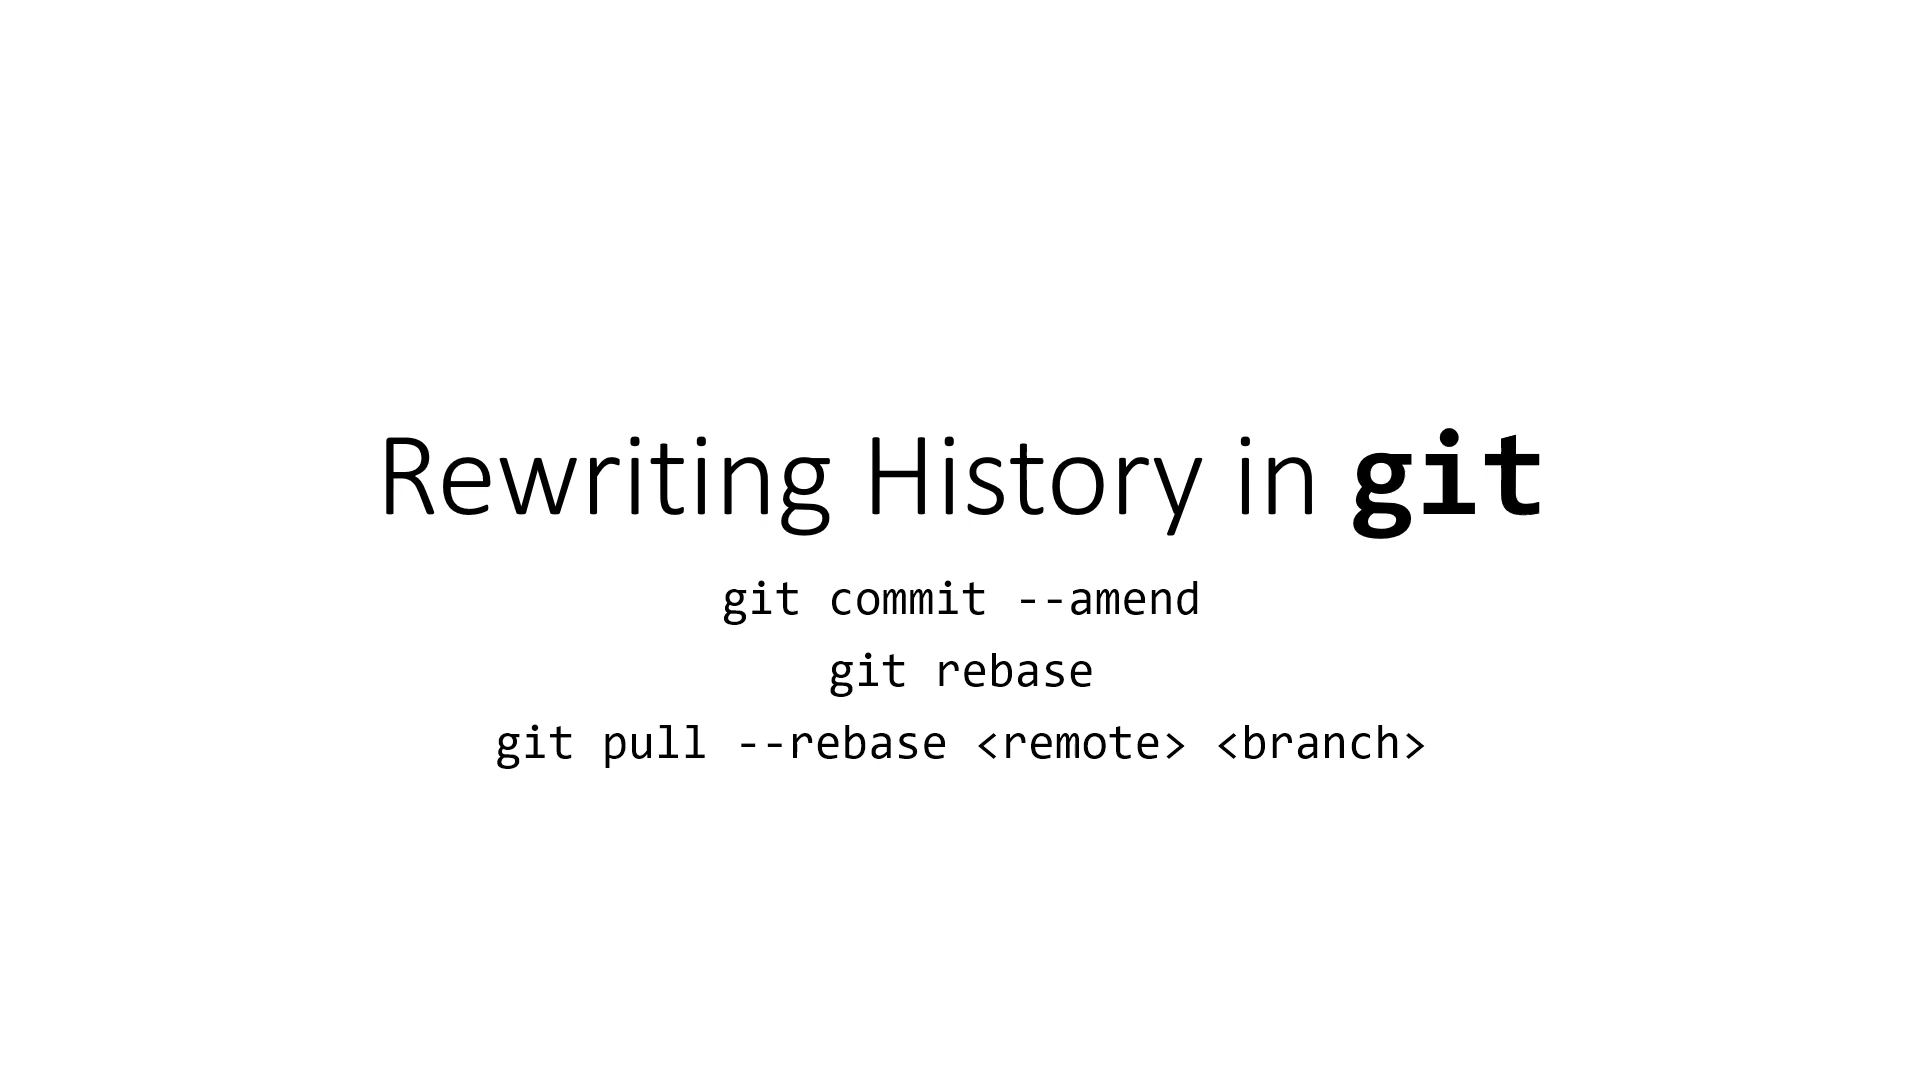 Rewriting History in git
git commit --amend
git rebase
git pull --rebase <remote> <branch>